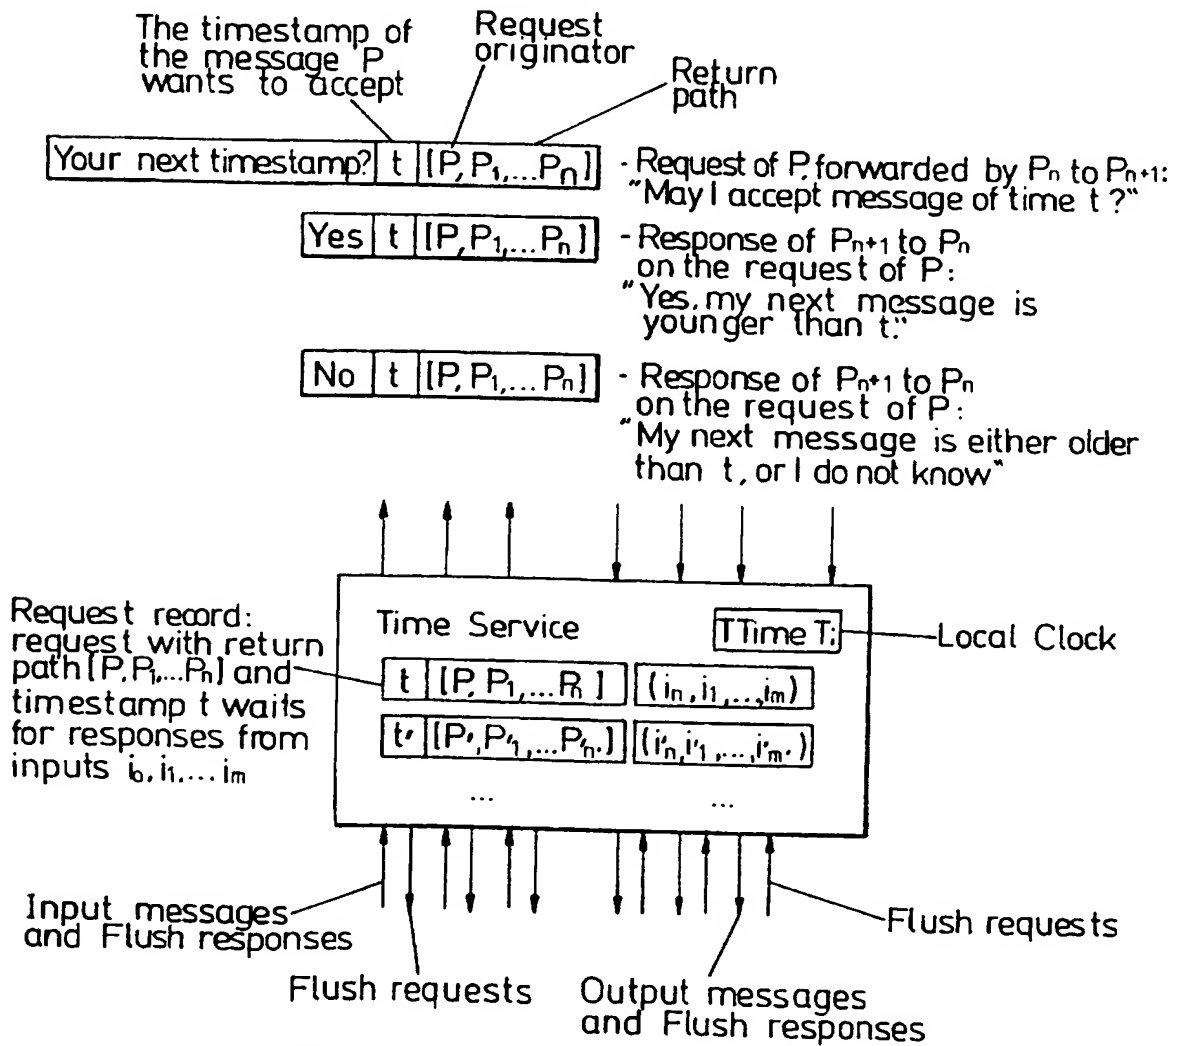 The timestamp of
the message P
wants to accept
Request
originator
Return
path
Your next timestamp? t [P, P1,...Pn]
- Request of P, forwarded by Pn to Pn+1:
"May I accept message of time t?"
Yes t [P, P1,...Pn]
- Response of Pn+1 to Pn
on the request of P:
"Yes, my next message is
younger than t."
No t [P, P1,...Pn]
- Response of Pn+1 to Pn
on the request of P:
"My next message is either older
than t, or I do not know"
Request record:
request with return
path [P, P1,...Pn] and
timestamp t waits
for responses from
inputs i0, i1,... im
Time Service
TTime T:
Local Clock
t [P, P1,...Pn] (in, i1,...,im)
t' [P', P'1,...P'n'] (i'n, i'1,...,i'm')
... ...
Input messages
and Flush responses
Flush requests
Output messages
and Flush responses
Flush requests